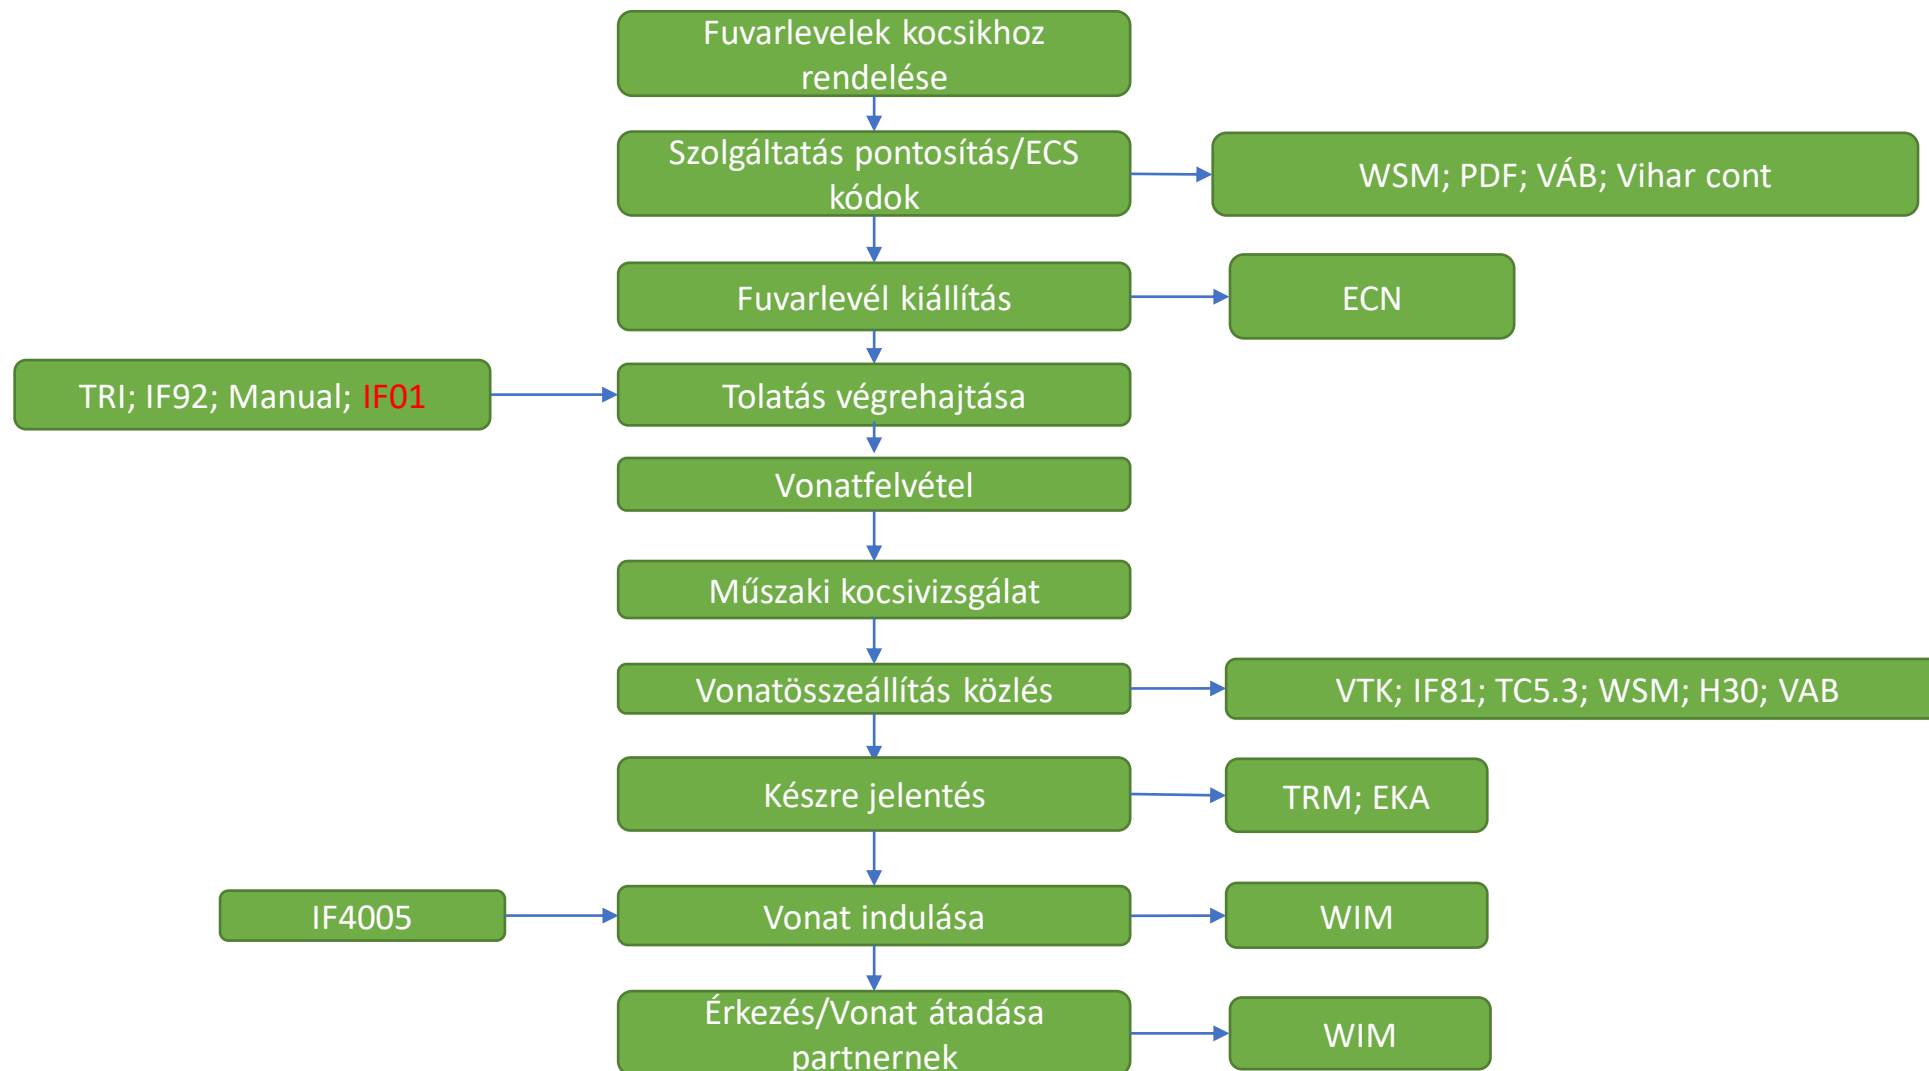 Fuvarlevelek kocsikhoz
rendelése
Szolgáltatás pontosítás/ECS
kódok
WSM; PDF; VÁB; Vihar cont
Fuvarlevél kiállítás
ECN
TRI; IF92; Manual; IF01
Tolatás végrehajtása
Vonatfelvétel
Műszaki kocsivizsgálat
Vonatösszeállítás közlés
VTK; IF81; TC5.3; WSM; H30; VAB
Készre jelentés
TRM; EKA
IF4005
Vonat indulása
WIM
Érkezés/Vonat átadása
partnernek
WIM